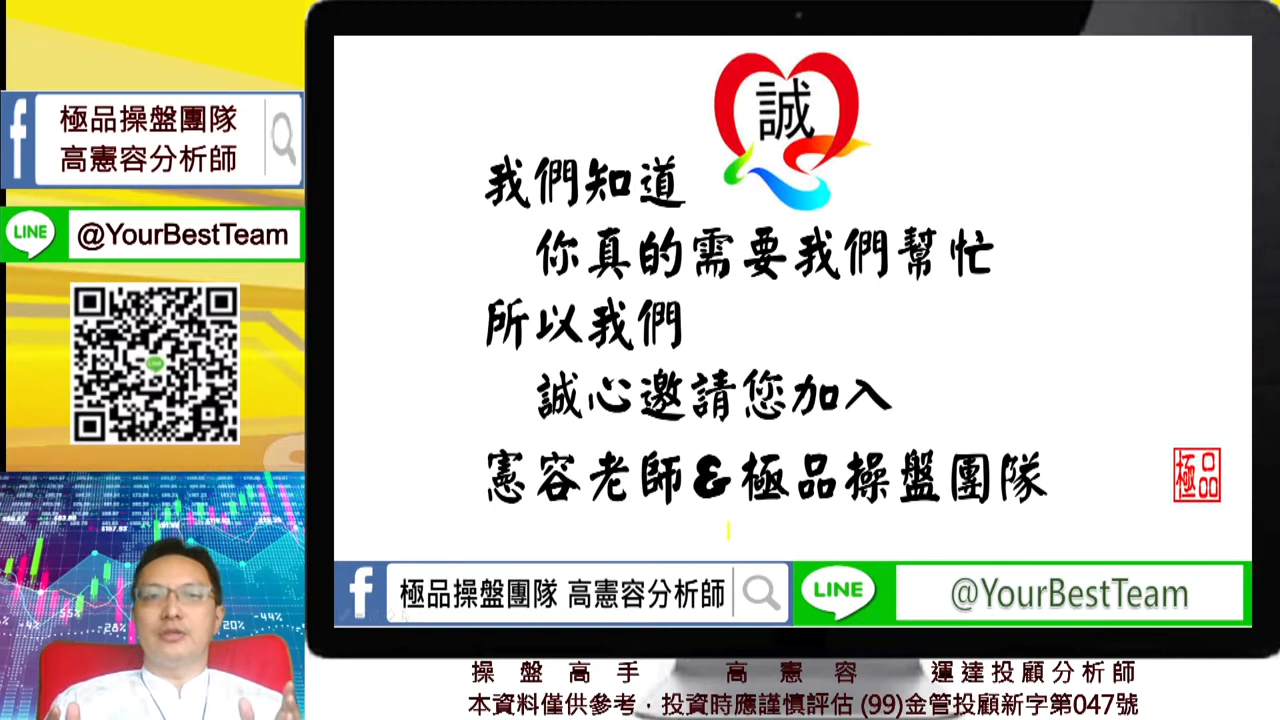 極品操盤團隊
高憲容分析師
LINE
@YourBestTeam
誠
我們知道
你真的需要我們幫忙
所以我們
誠心邀請您加入
憲容老師&極品操盤團隊
極品
極品操盤團隊 高憲容分析師
LINE
@YourBestTeam
-28%
20%
-44%
操盤高手 高憲容 運達投顧分析師
本資料僅供參考，投資時應謹慎評估 (99)金管投顧新字第047號